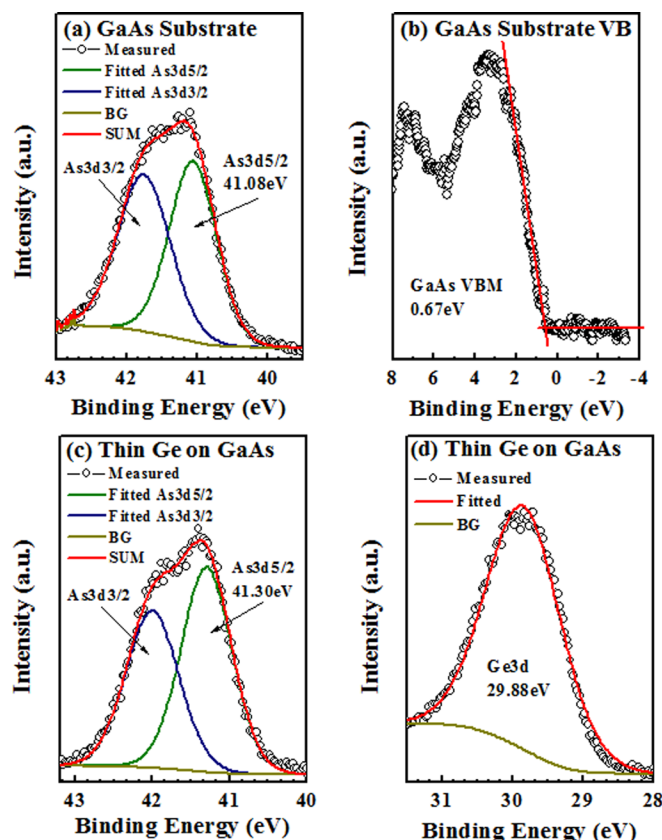 (a) GaAs Substrate
Measured
Fitted As3d5/2
Fitted As3d3/2
BG
SUM
As3d3/2
As3d5/2
41.08eV
Intensity (a.u.)
43 42 41 40
Binding Energy (eV)
(b) GaAs Substrate VB
GaAs VBM
0.67eV
Intensity (a.u.)
8 6 4 2 0 -2 -4
Binding Energy (eV)
(c) Thin Ge on GaAs
Measured
Fitted As3d5/2
Fitted As3d3/2
BG
SUM
As3d3/2
As3d5/2
41.30eV
Intensity (a.u.)
43 42 41 40
Binding Energy (eV)
(d) Thin Ge on GaAs
Measured
Fitted
BG
Ge3d
29.88eV
Intensity (a.u.)
31 30 29 28
Binding Energy (eV)